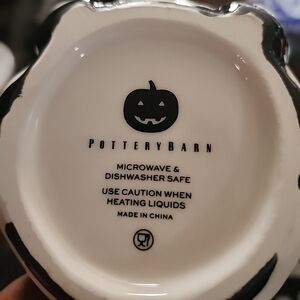 POTTERYBARN
MICROWAVE &
DISHWASHER SAFE
USE CAUTION WHEN
HEATING LIQUIDS
MADE IN CHINA